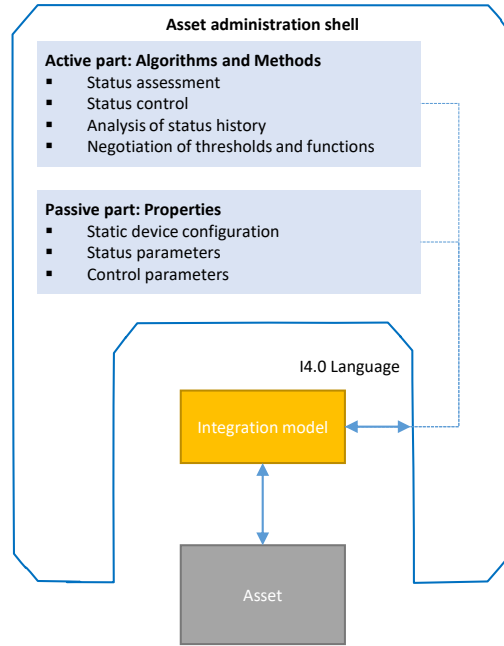 Asset administration shell
Active part: Algorithms and Methods
▪ Status assessment
▪ Status control
▪ Analysis of status history
▪ Negotiation of thresholds and functions
Passive part: Properties
▪ Static device configuration
▪ Status parameters
▪ Control parameters
I4.0 Language
Integration model
Asset